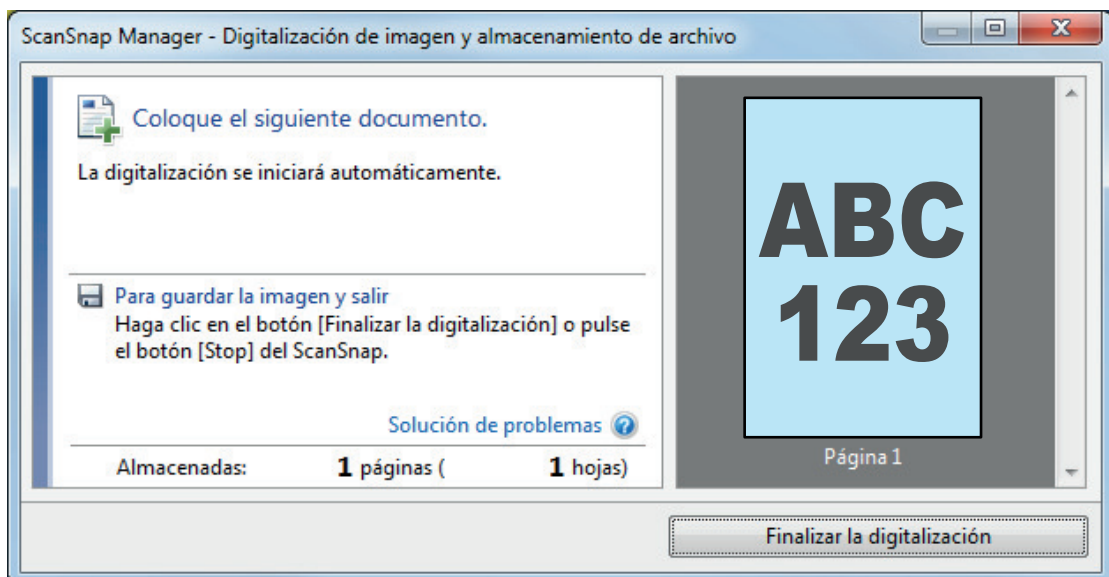 ScanSnap Manager - Digitalización de imagen y almacenamiento de archivo
Coloque el siguiente documento.
La digitalización se iniciará automáticamente.
Para guardar la imagen y salir
Haga clic en el botón [Finalizar la digitalización] o pulse
el botón [Stop] del ScanSnap.
Solución de problemas
Almacenadas: 1 páginas ( 1 hojas)
ABC
123
Página 1
Finalizar la digitalización